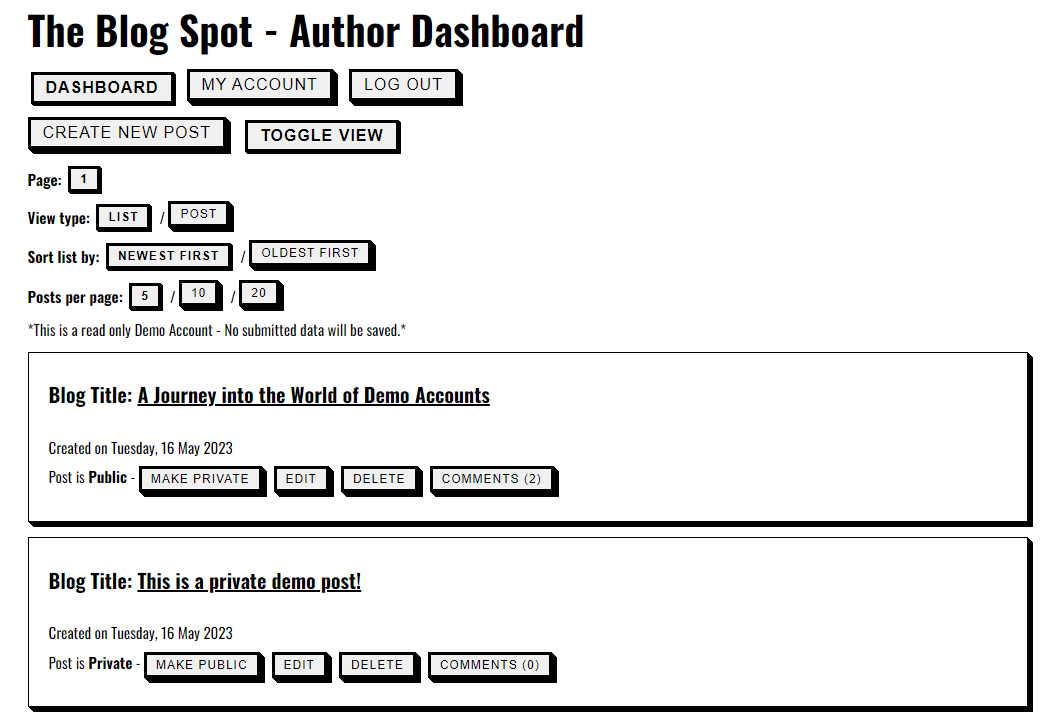 The Blog Spot - Author Dashboard
DASHBOARD MY ACCOUNT LOG OUT
CREATE NEW POST TOGGLE VIEW
Page: 1
View type: LIST / POST
Sort list by: NEWEST FIRST / OLDEST FIRST
Posts per page: 5 / 10 / 20
*This is a read only Demo Account - No submitted data will be saved.*
Blog Title: A Journey into the World of Demo Accounts
Created on Tuesday, 16 May 2023
Post is Public - MAKE PRIVATE EDIT DELETE COMMENTS (2)
Blog Title: This is a private demo post!
Created on Tuesday, 16 May 2023
Post is Private - MAKE PUBLIC EDIT DELETE COMMENTS (0)